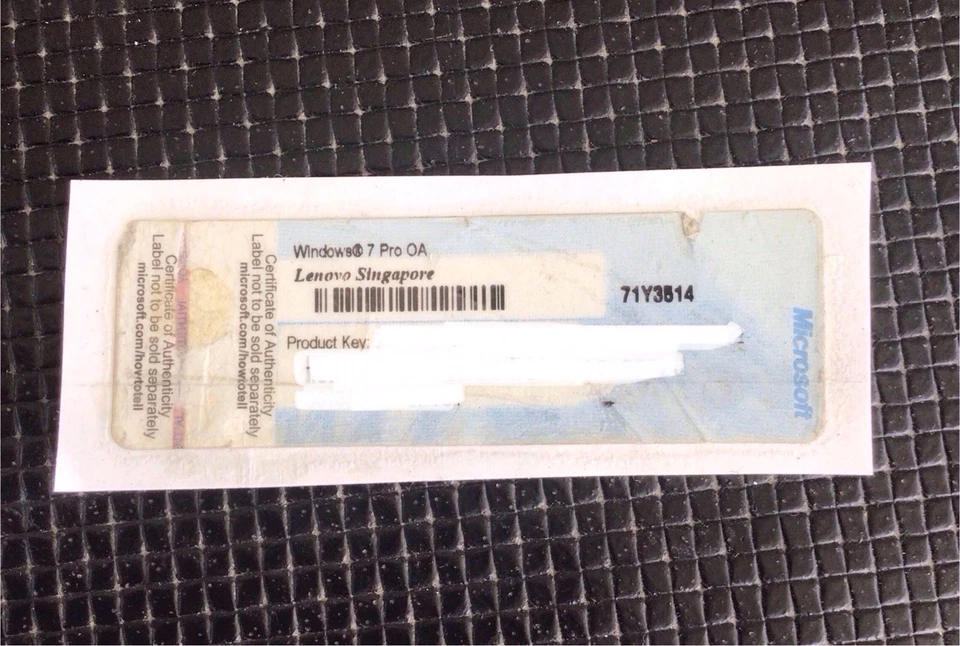 Certificate of Authenticity
Label not to be sold separately
microsoft.com/howtotell
Certificate of Authenticity
Label not to be sold separately
microsoft.com/howtotell
Windows® 7 Pro OA
Lenovo Singapore
71Y3514
Product Key:
Microsoft